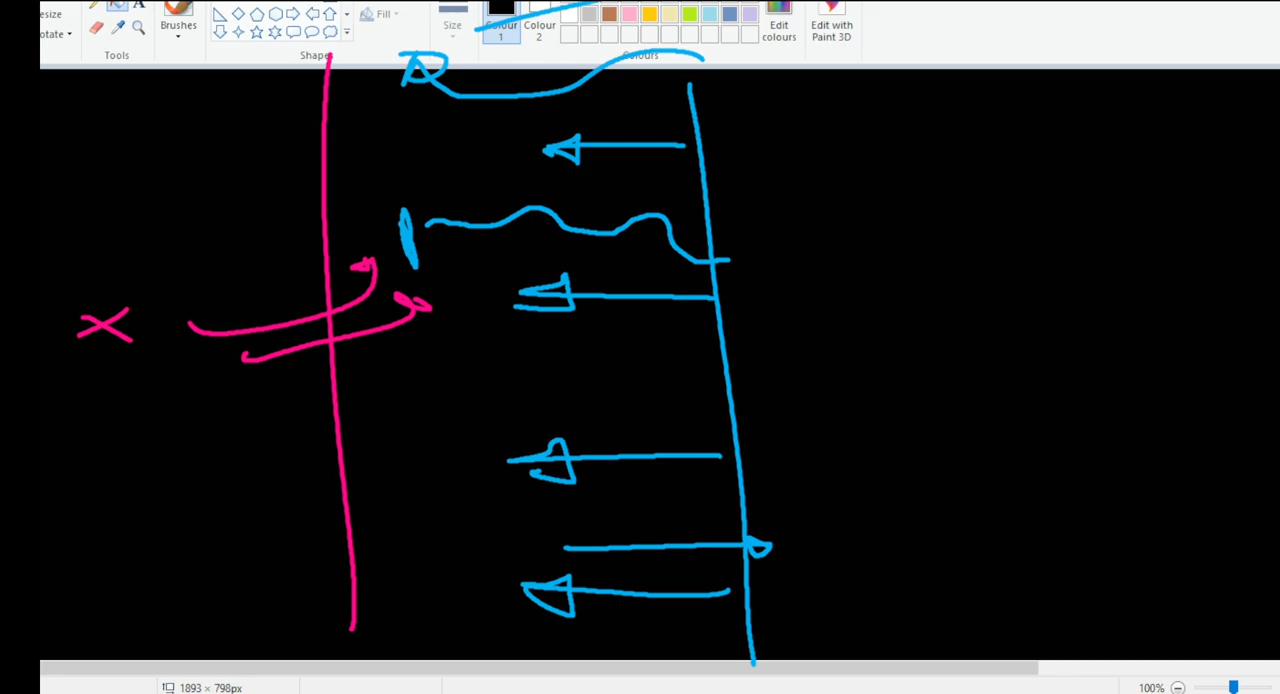 esize
A
otate
Brushes
Fill
Size
Colour
1
Colour
2
Edit
colours
Edit with
Paint 3D
Tools
Shape
Colours
X
1893 × 798px
100%